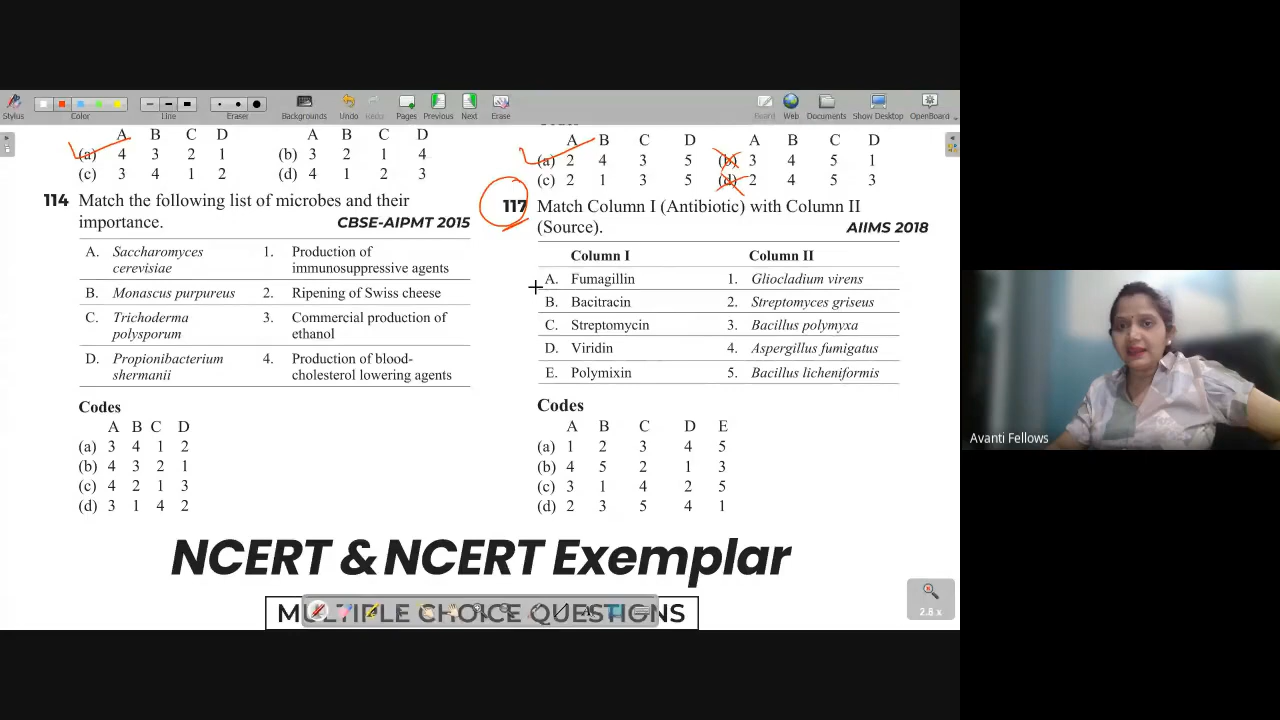 Stylus
Color
Line
Eraser
Backgrounds
Undo
Redo
Pages
Previous
Next
Erase
Board
Web
Documents
Show Desktop
OpenBoard
A B C D
(a) 4 3 2 1
(c) 3 4 1 2
A B C D
(b) 3 2 1 4
(d) 4 1 2 3
114 Match the following list of microbes and their
importance. CBSE-AIPMT 2015
A. Saccharomyces
cerevisiae
1. Production of
immunosuppressive agents
B. Monascus purpureus 2. Ripening of Swiss cheese
C. Trichoderma
polysporum
3. Commercial production of
ethanol
D. Propionibacterium
shermanii
4. Production of blood-
cholesterol lowering agents
Codes
A B C D
(a) 3 4 1 2
(b) 4 3 2 1
(c) 4 2 1 3
(d) 3 1 4 2
A B C D
(a) 2 4 3 5
(c) 2 1 3 5
A B C D
(b) 3 4 5 1
(d) 2 4 5 3
117 Match Column I (Antibiotic) with Column II
(Source). AIIMS 2018
Column I Column II
A. Fumagillin 1. Gliocladium virens
B. Bacitracin 2. Streptomyces griseus
C. Streptomycin 3. Bacillus polymyxa
D. Viridin 4. Aspergillus fumigatus
E. Polymixin 5. Bacillus licheniformis
Codes
A B C D E
(a) 1 2 3 4 5
(b) 4 5 2 1 3
(c) 3 1 4 2 5
(d) 2 3 5 4 1
NCERT & NCERT Exemplar
MULTIPLE CHOICE QUESTIONS
2.8 x
Avanti Fellows